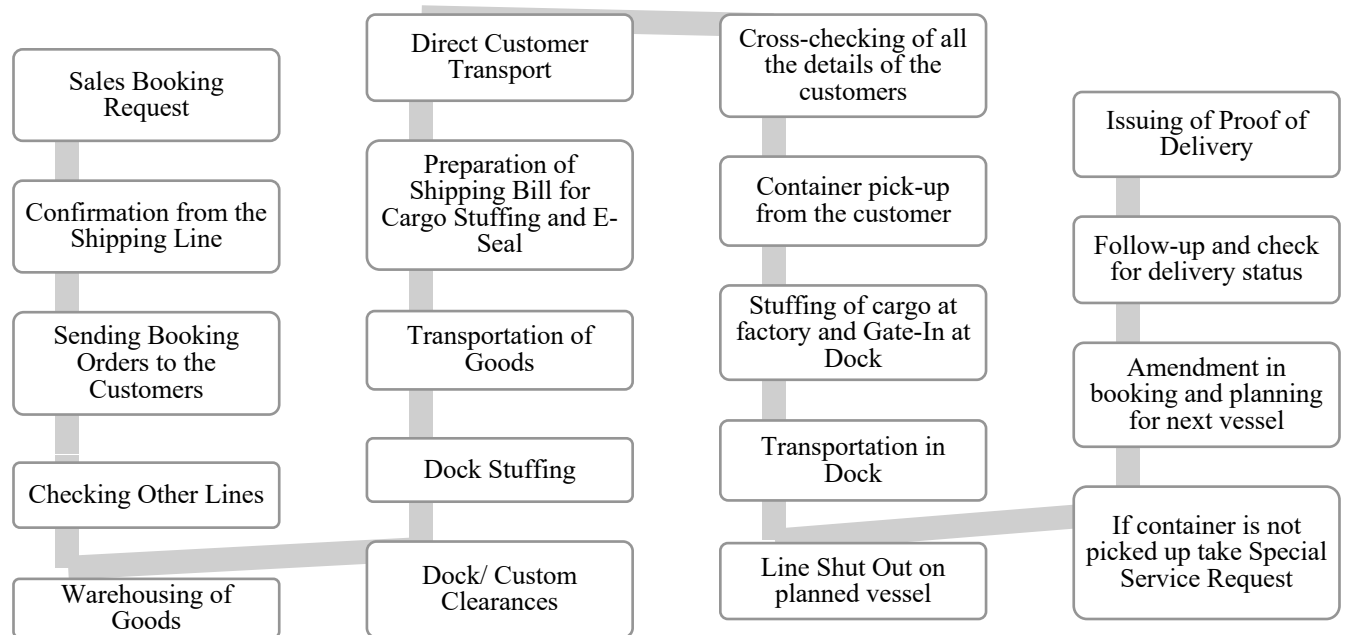 Sales Booking
Request
Confirmation from the
Shipping Line
Sending Booking
Orders to the
Customers
Checking Other Lines
Warehousing of
Goods
Dock/ Custom
Clearances
Dock Stuffing
Transportation of
Goods
Preparation of
Shipping Bill for
Cargo Stuffing and E-
Seal
Direct Customer
Transport
Cross-checking of all
the details of the
customers
Container pick-up
from the customer
Stuffing of cargo at
factory and Gate-In at
Dock
Transportation in
Dock
Line Shut Out on
planned vessel
If container is not
picked up take Special
Service Request
Amendment in
booking and planning
for next vessel
Follow-up and check
for delivery status
Issuing of Proof of
Delivery